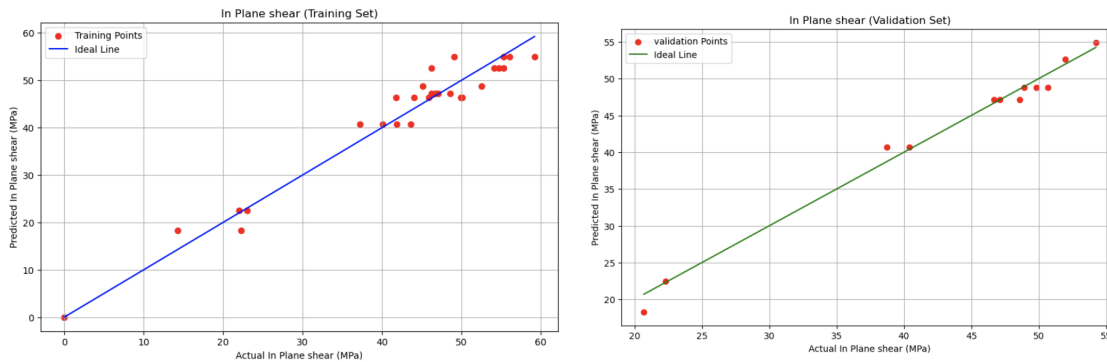 In Plane shear (Training Set)
Training Points
Ideal Line
60
50
40
30
20
10
0
Predicted In Plane shear (MPa)
0 10 20 30 40 50 60
Actual In Plane shear (MPa)
In Plane shear (Validation Set)
validation Points
Ideal Line
55
50
45
40
35
30
25
20
Predicted In Plane shear (MPa)
20 25 30 35 40 45 50 55
Actual In Plane shear (MPa)